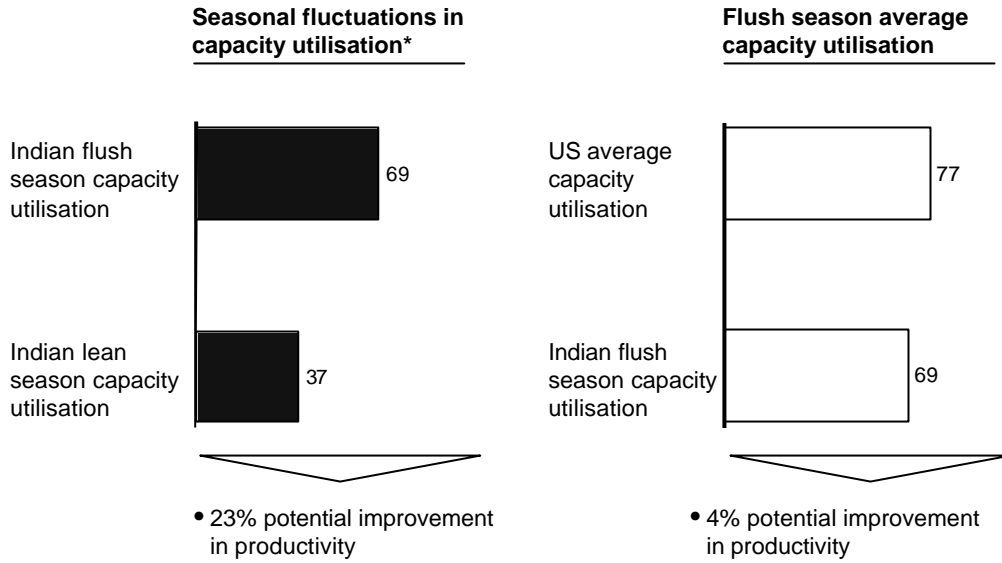 Seasonal fluctuations in
capacity utilisation*
Indian flush
season capacity
utilisation
69
Indian lean
season capacity
utilisation
37
• 23% potential improvement
in productivity
Flush season average
capacity utilisation
US average
capacity
utilisation
77
Indian flush
season capacity
utilisation
69
• 4% potential improvement
in productivity